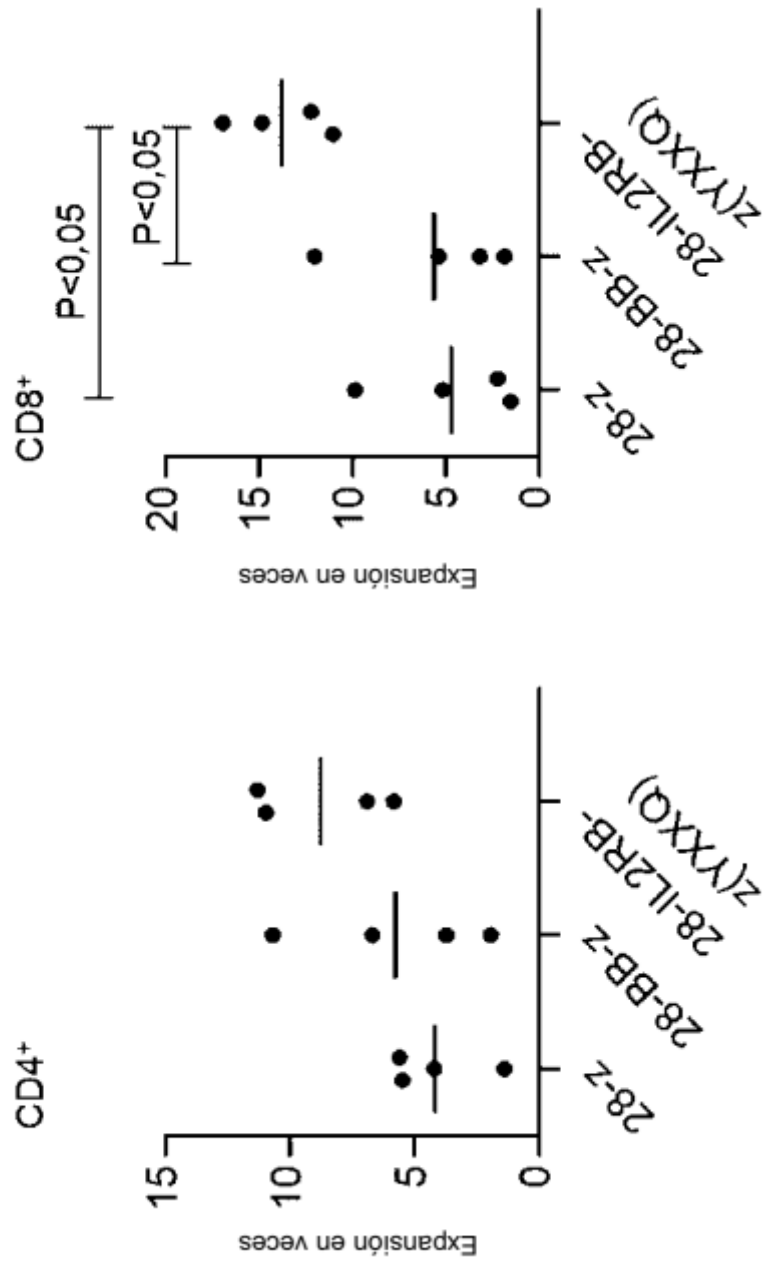 CD4⁺
Expansión en veces
15
10
5
0
28-z
28-BB-z
28-IL2RB-
z(YXXQ)
CD8⁺
P<0,05
P<0,05
Expansión en veces
20
15
10
5
0
28-z
28-BB-z
28-IL2RB-
z(YXXQ)